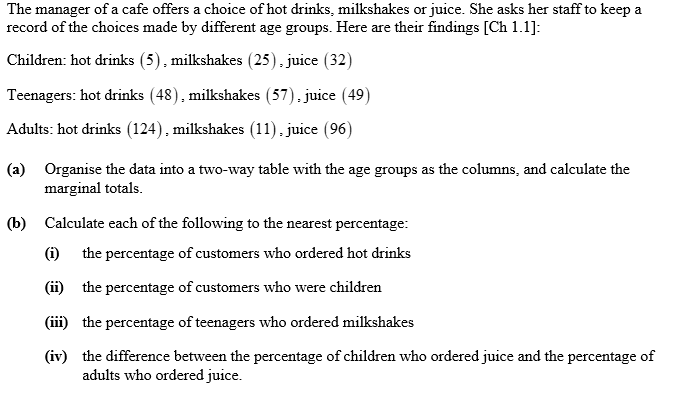 The manager of a cafe offers a choice of hot drinks, milkshakes or juice. She asks her staff to keep a
record of the choices made by different age groups. Here are their findings [Ch 1.1]:
Children: hot drinks (5), milkshakes (25), juice (32)
Teenagers: hot drinks (48), milkshakes (57), juice (49)
Adults: hot drinks (124), milkshakes (11), juice (96)
(a) Organise the data into a two-way table with the age groups as the columns, and calculate the
marginal totals.
(b) Calculate each of the following to the nearest percentage:
(i) the percentage of customers who ordered hot drinks
(ii) the percentage of customers who were children
(iii) the percentage of teenagers who ordered milkshakes
(iv) the difference between the percentage of children who ordered juice and the percentage of
adults who ordered juice.